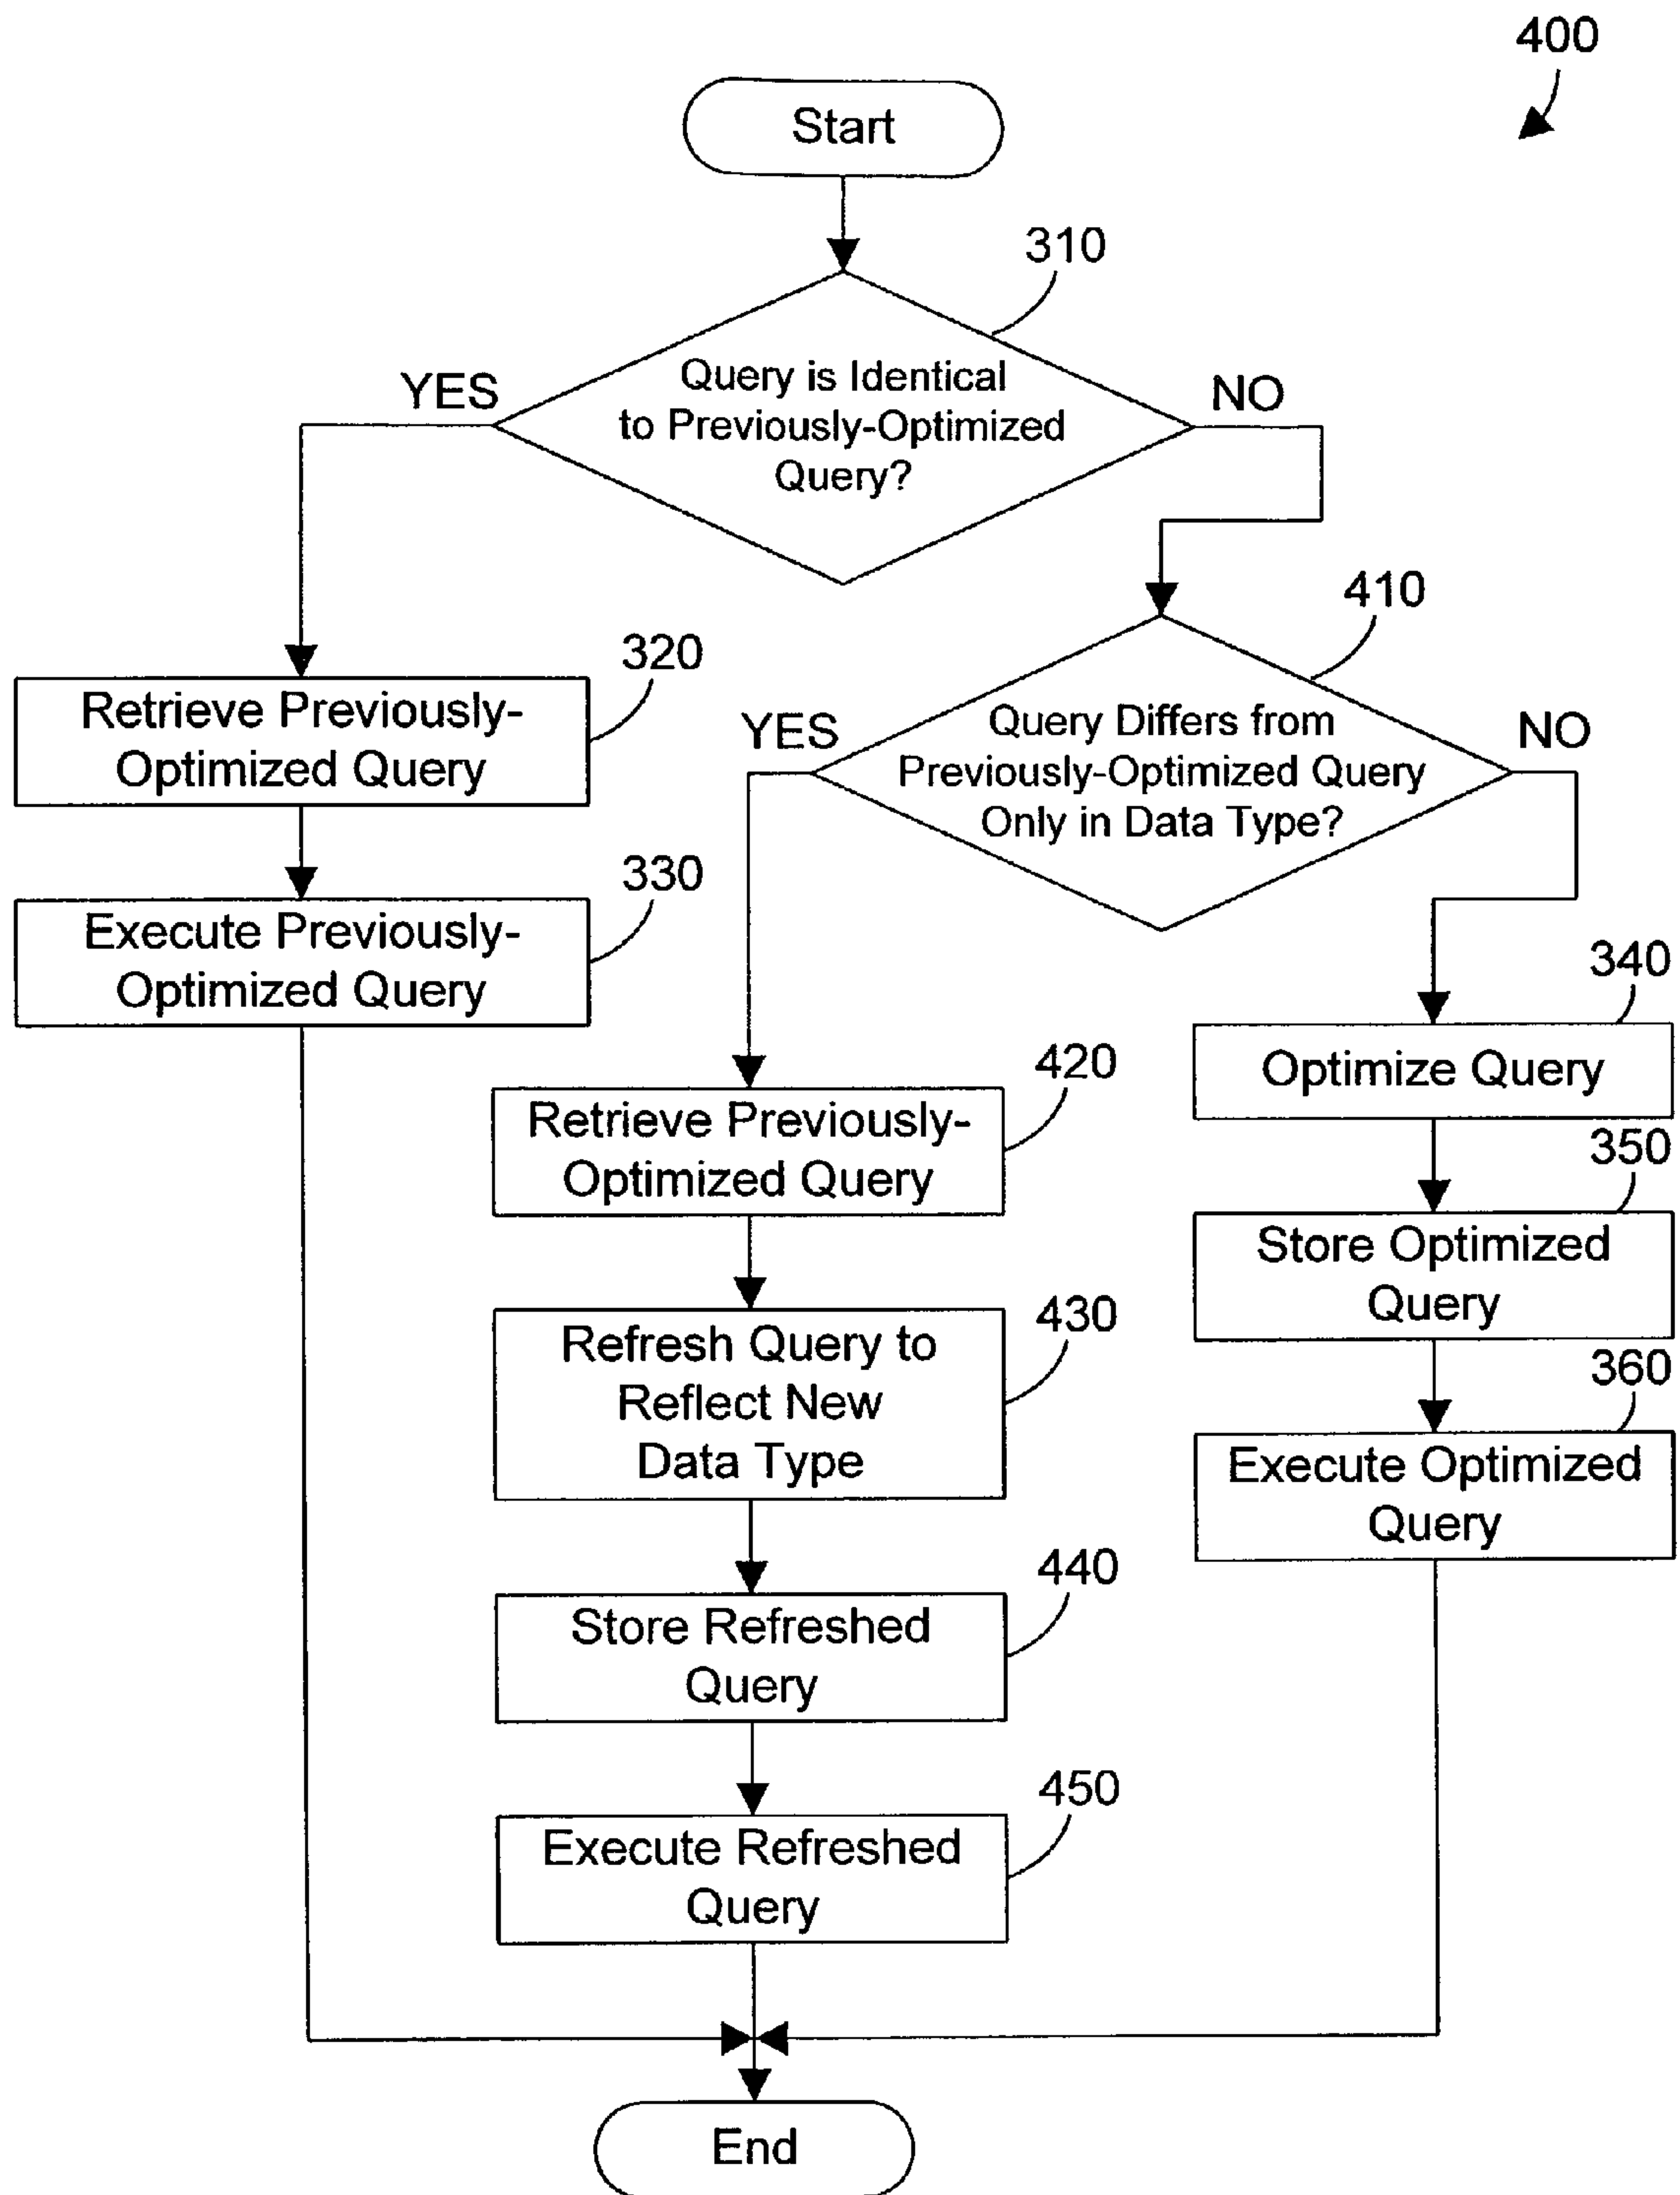 400
Start
310
Query is Identical
to Previously-Optimized
Query?
YES
NO
410
Query Differs from
Previously-Optimized Query
Only in Data Type?
YES
NO
320
Retrieve Previously-
Optimized Query
330
Execute Previously-
Optimized Query
420
Retrieve Previously-
Optimized Query
430
Refresh Query to
Reflect New
Data Type
440
Store Refreshed
Query
450
Execute Refreshed
Query
340
Optimize Query
350
Store Optimized
Query
360
Execute Optimized
Query
End